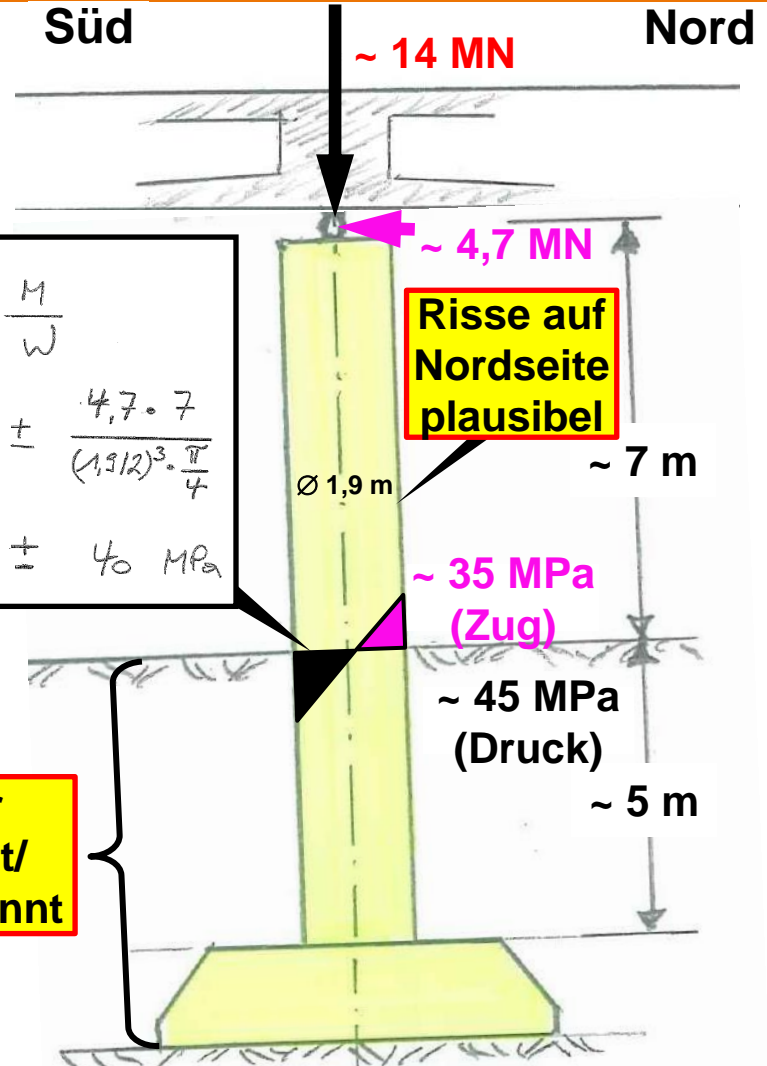 Süd
Nord
~ 14 MN
~ 4,7 MN
M
W
± 4,7 · 7
(1,9/2)³ · π
4
± 40 MPa
Risse auf
Nordseite
plausibel
~ 7 m
Ø 1,9 m
~ 35 MPa
(Zug)
~ 45 MPa
(Druck)
~ 5 m
t/
nnt